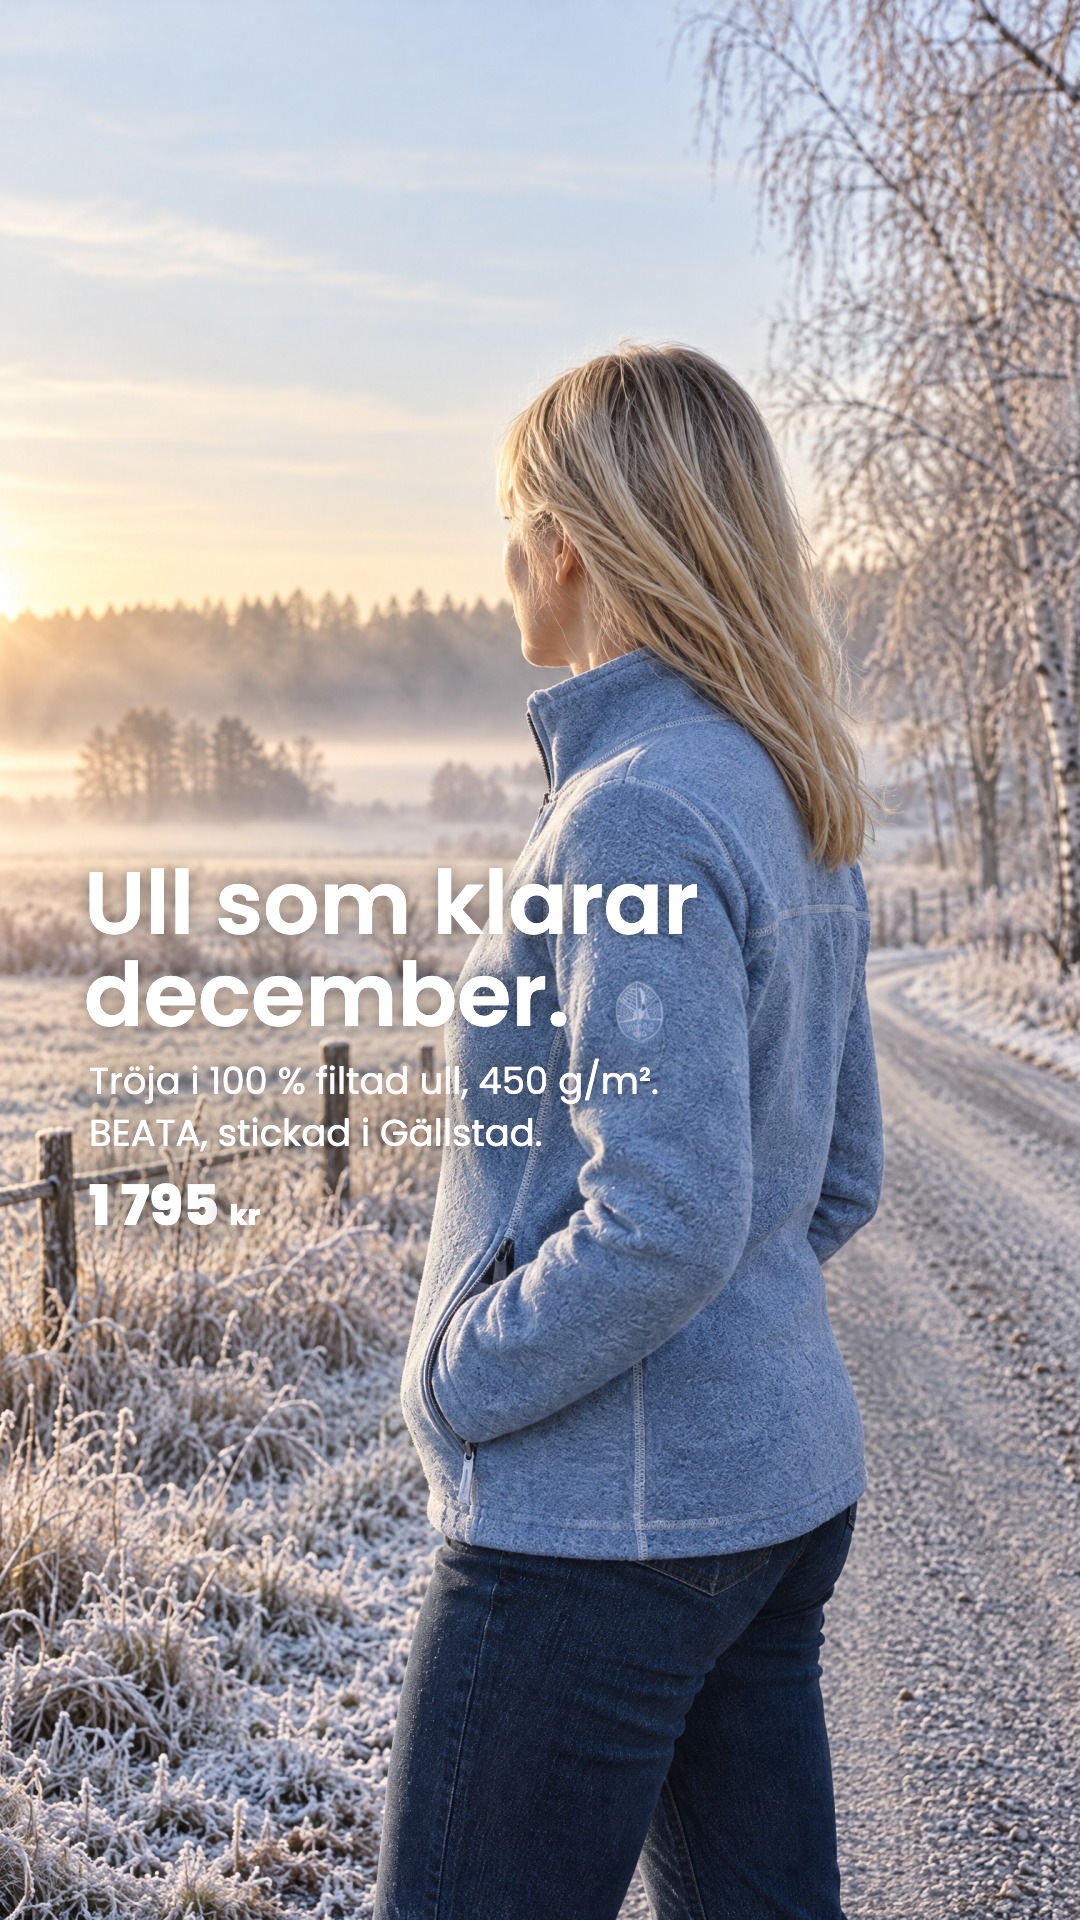 Ull som klarar
december.
Tröja i 100 % filtad ull, 450 g/m².
BEATA, stickad i Gällstad.
1 795 kr